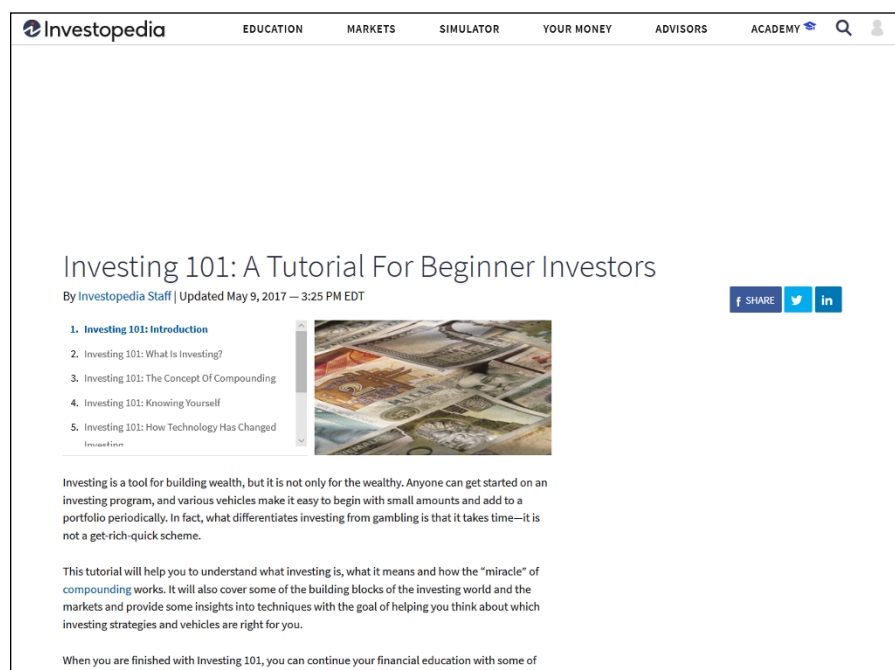 Investopedia EDUCATION MARKETS SIMULATOR YOUR MONEY ADVISORS ACADEMY
Investing 101: A Tutorial For Beginner Investors
By Investopedia Staff | Updated May 9, 2017 — 3:25 PM EDT
f SHARE in
1. Investing 101: Introduction
2. Investing 101: What Is Investing?
3. Investing 101: The Concept Of Compounding
4. Investing 101: Knowing Yourself
5. Investing 101: How Technology Has Changed
Investing
Investing is a tool for building wealth, but it is not only for the wealthy. Anyone can get started on an
investing program, and various vehicles make it easy to begin with small amounts and add to a
portfolio periodically. In fact, what differentiates investing from gambling is that it takes time—it is
not a get-rich-quick scheme.
This tutorial will help you to understand what investing is, what it means and how the “miracle” of
compounding works. It will also cover some of the building blocks of the investing world and the
markets and provide some insights into techniques with the goal of helping you think about which
investing strategies and vehicles are right for you.
When you are finished with Investing 101, you can continue your financial education with some of